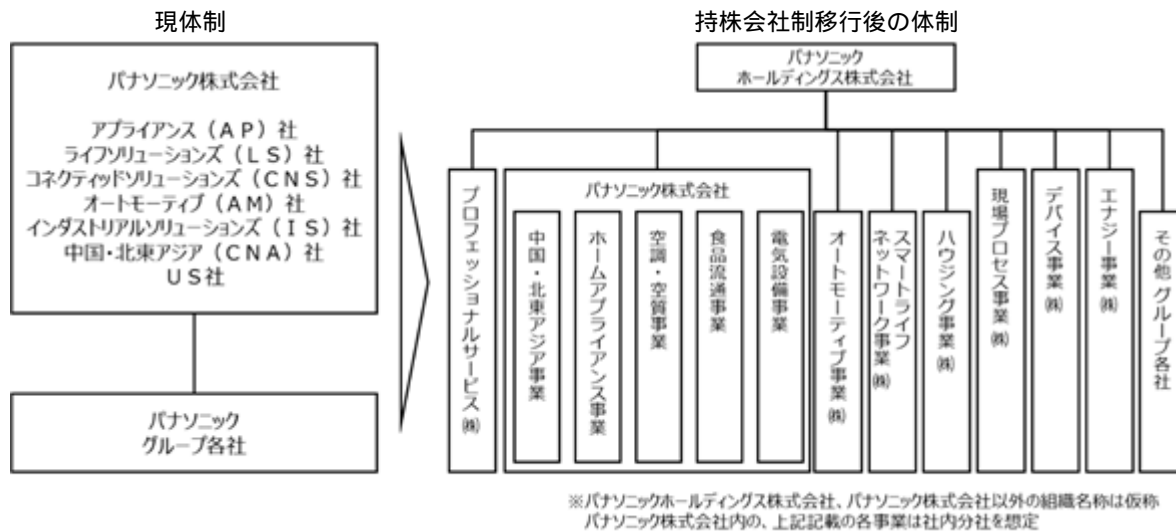 現体制
パナソニック株式会社
アプライアンス（ＡＰ）社
ライフソリューションズ（ＬＳ）社
コネクティッドソリューションズ（ＣＮＳ）社
オートモーティブ（ＡＭ）社
インダストリアルソリューションズ（ＩＳ）社
中国・北東アジア（ＣＮＡ）社
ＵＳ社
パナソニック
グループ各社
持株会社制移行後の体制
パナソニック
ホールディングス株式会社
プロフェッショナルサービス㈱
パナソニック株式会社
中国・北東アジア事業
ホームアプライアンス事業
空調・空質事業
食品流通事業
電気設備事業
オートモーティブ事業㈱
スマートライフ
ネットワーク事業㈱
ハウジング事業㈱
現場プロセス事業㈱
デバイス事業㈱
エナジー事業㈱
その他 グループ各社
※パナソニックホールディングス株式会社、パナソニック株式会社以外の組織名称は仮称
パナソニック株式会社内の、上記記載の各事業は社内分社を想定